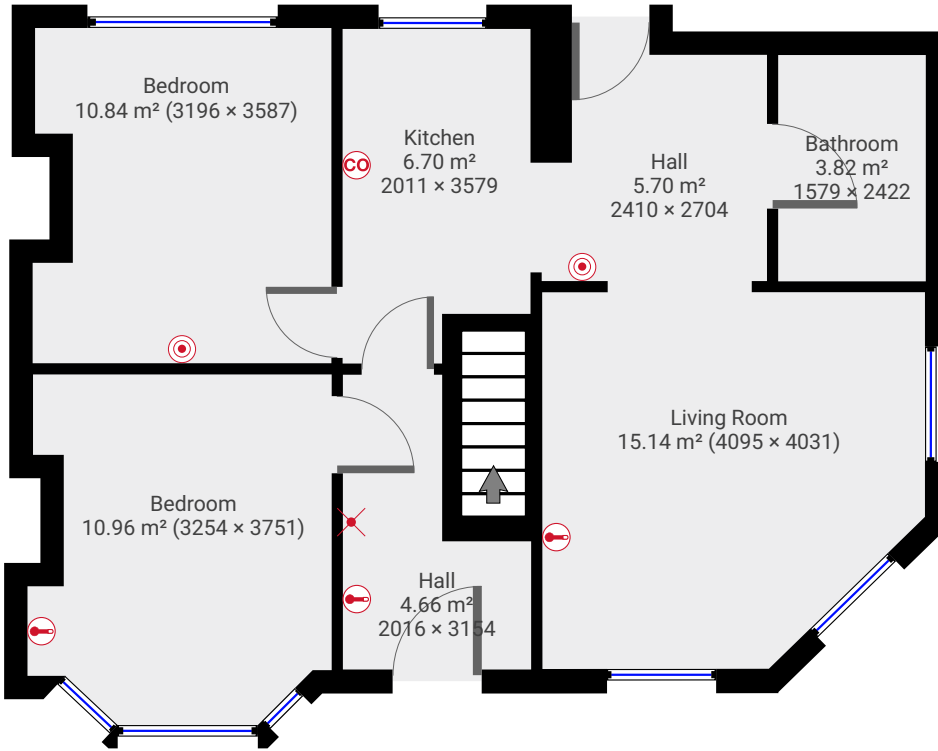 Bedroom
10.84 m² (3196 × 3587)
Kitchen
6.70 m²
2011 × 3579
CO
Hall
5.70 m²
2410 × 2704
Bathroom
3.82 m²
1579 × 2422
Living Room
15.14 m² (4095 × 4031)
Bedroom
10.96 m² (3254 × 3751)
Hall
4.66 m²
2016 × 3154